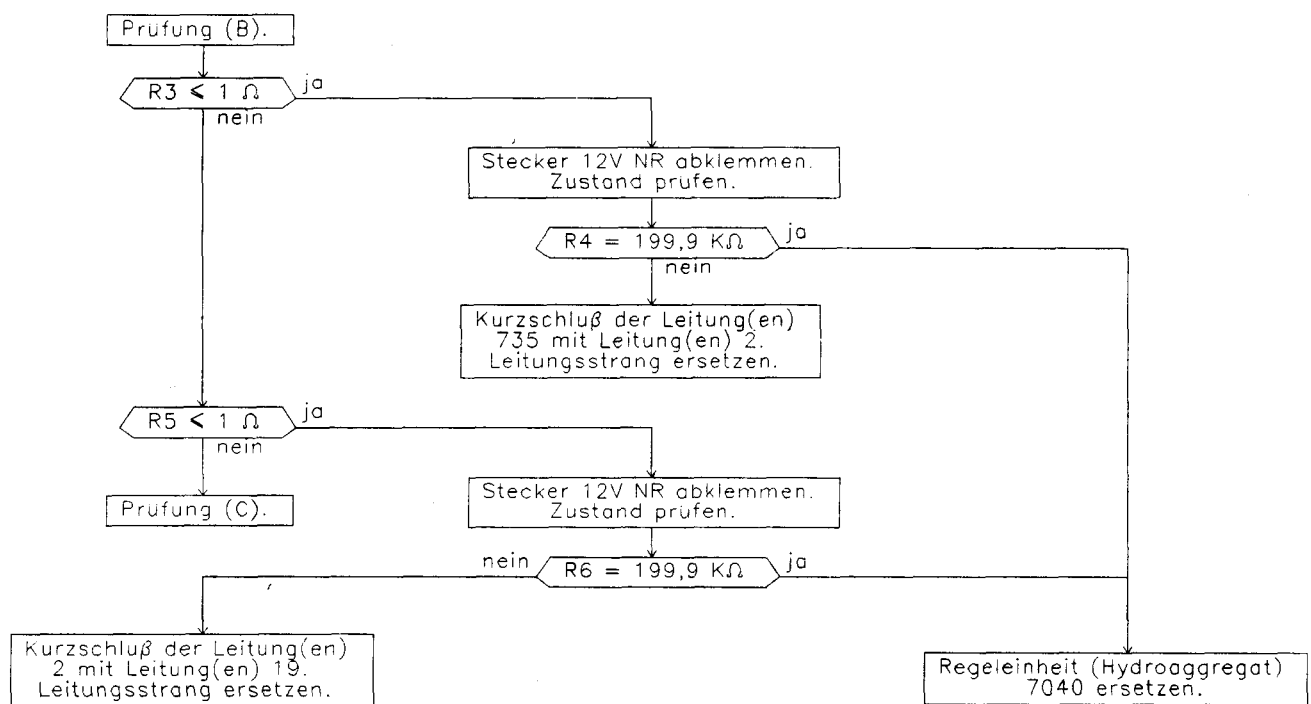 Prüfung (B).
R3 < 1 Ω
ja
nein
Stecker 12V NR abklemmen.
Zustand prüfen.
R4 = 199,9 KΩ
ja
nein
Kurzschluß der Leitung(en)
735 mit Leitung(en) 2.
Leitungsstrang ersetzen.
R5 < 1 Ω
ja
nein
Prüfung (C).
Stecker 12V NR abklemmen.
Zustand prüfen.
nein
R6 = 199,9 KΩ
ja
Kurzschluß der Leitung(en)
2 mit Leitung(en) 19.
Leitungsstrang ersetzen.
Regeleinheit (Hydroaggregat)
7040 ersetzen.